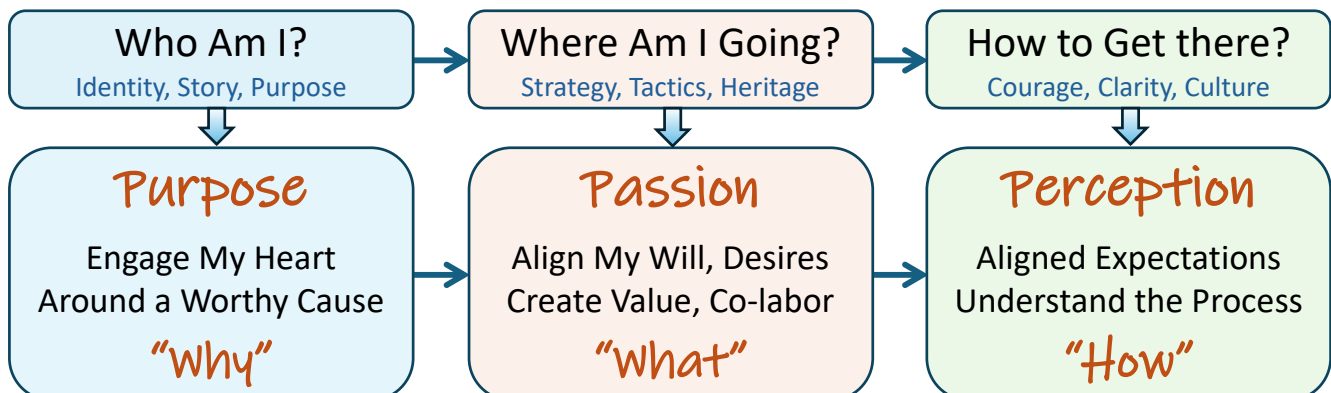 Who Am I?
Identity, Story, Purpose
Where Am I Going?
Strategy, Tactics, Heritage
How to Get there?
Courage, Clarity, Culture
Purpose
Engage My Heart
Around a Worthy Cause
“Why”
Passion
Align My Will, Desires
Create Value, Co-labor
“What”
Perception
Aligned Expectations
Understand the Process
“How”